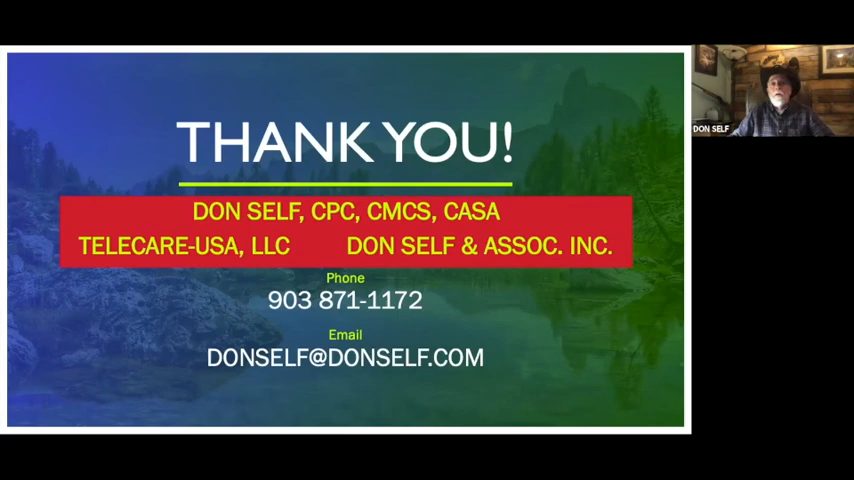 THANK YOU!
DON SELF, CPC, CMCS, CASA
TELECARE-USA, LLC DON SELF & ASSOC. INC.
Phone
903 871-1172
Email
DONSELF@DONSELF.COM
DON SELF